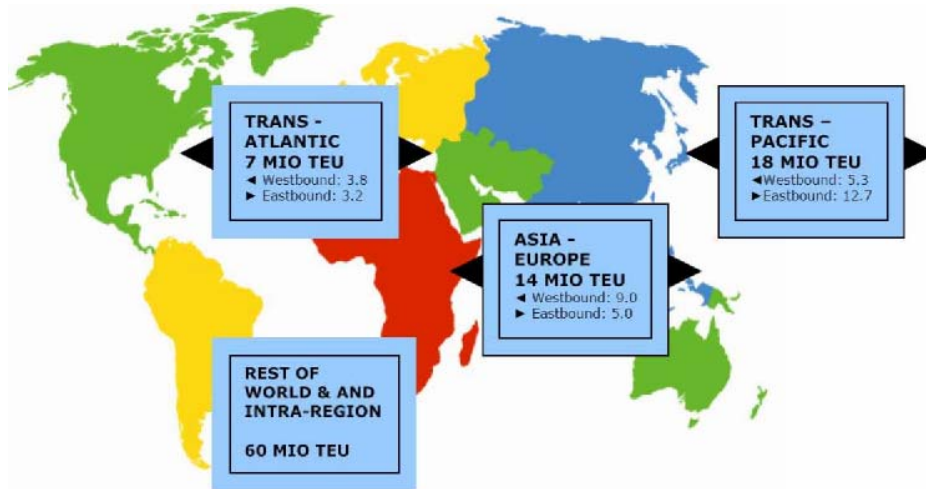 TRANS -
ATLANTIC
7 MIO TEU
◄ Westbound: 3.8
► Eastbound: 3.2
TRANS –
PACIFIC
18 MIO TEU
◄Westbound: 5.3
►Eastbound: 12.7
ASIA -
EUROPE
14 MIO TEU
◄ Westbound: 9.0
► Eastbound: 5.0
REST OF
WORLD & AND
INTRA-REGION
60 MIO TEU